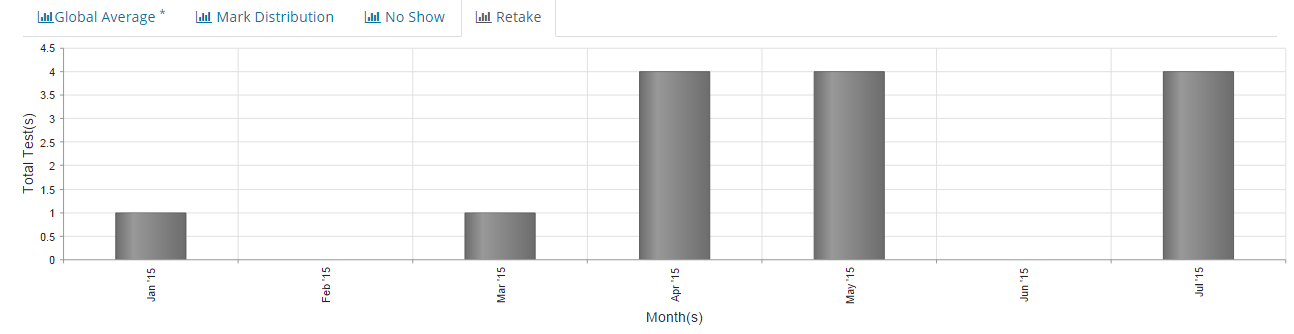 Global Average *
Mark Distribution
No Show
Retake
4.5
4
3.5
3
2.5
2
1.5
1
0.5
0
Total Test(s)
Jan '15
Feb '15
Mar '15
Apr '15
May '15
Jun '15
Jul '15
Month(s)